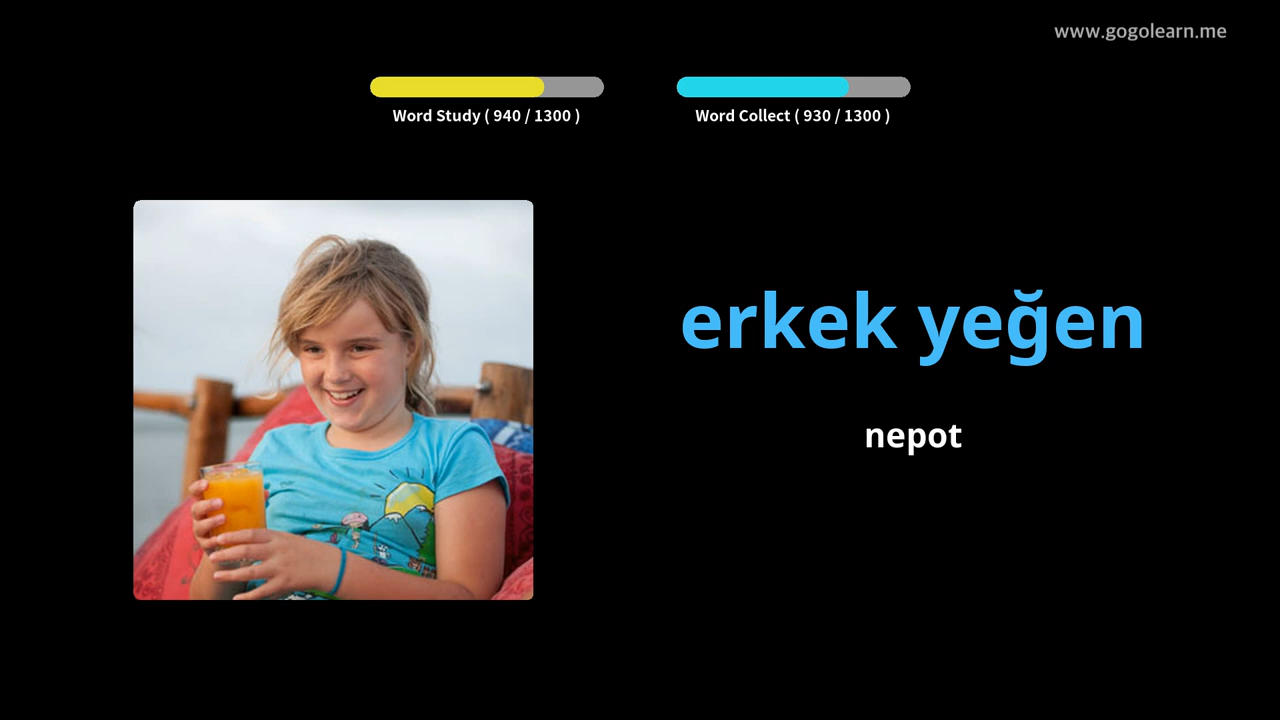 www.gogolearn.me
Word Study ( 940 / 1300 )
Word Collect ( 930 / 1300 )
erkek yeğen
nepot